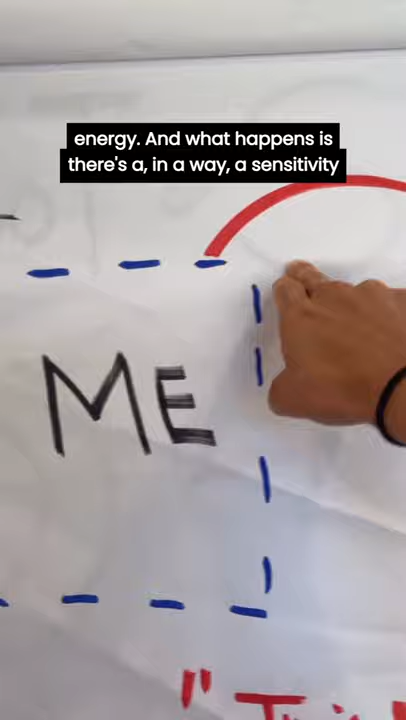 energy. And what happens is
there's a, in a way, a sensitivity
ME